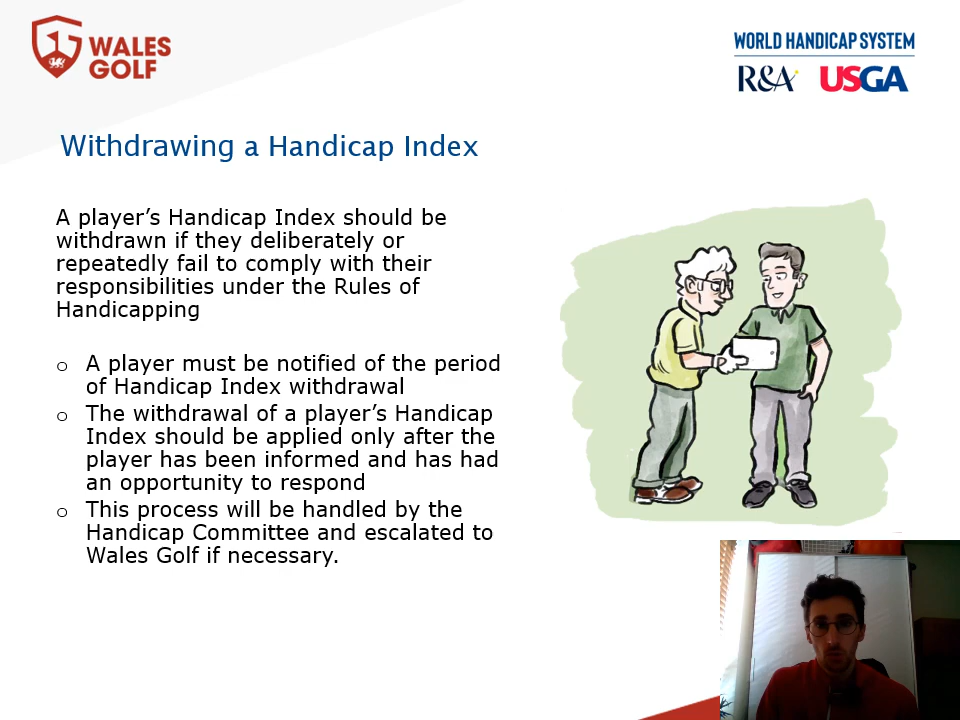 WALES
GOLF
WORLD HANDICAP SYSTEM
R&A USGA
Withdrawing a Handicap Index
A player’s Handicap Index should be
withdrawn if they deliberately or
repeatedly fail to comply with their
responsibilities under the Rules of
Handicapping
o A player must be notified of the period
of Handicap Index withdrawal
o The withdrawal of a player’s Handicap
Index should be applied only after the
player has been informed and has had
an opportunity to respond
o This process will be handled by the
Handicap Committee and escalated to
Wales Golf if necessary.